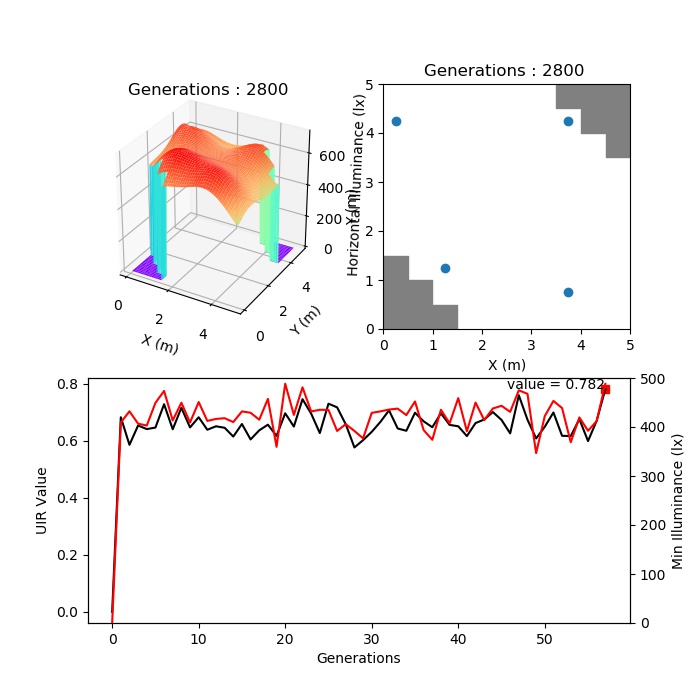 Generations : 2800
600
400
200
0
0
2
4
X (m)
0
2
4
Y (m)
Horizontal Illuminance (lx)
Generations : 2800
5
4
3
2
1
0
Y (m)
0 1 2 3 4 5
X (m)
value = 0.782
0.8
0.6
0.4
0.2
0.0
UIR Value
500
400
300
200
100
0
Min Illuminance (lx)
0 10 20 30 40 50
Generations